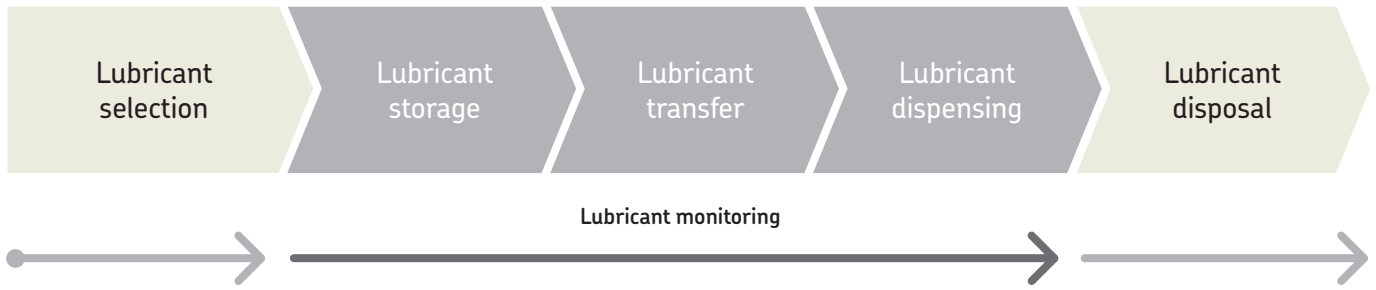 Lubricant
selection
Lubricant
storage
Lubricant
transfer
Lubricant
dispensing
Lubricant
disposal
Lubricant monitoring